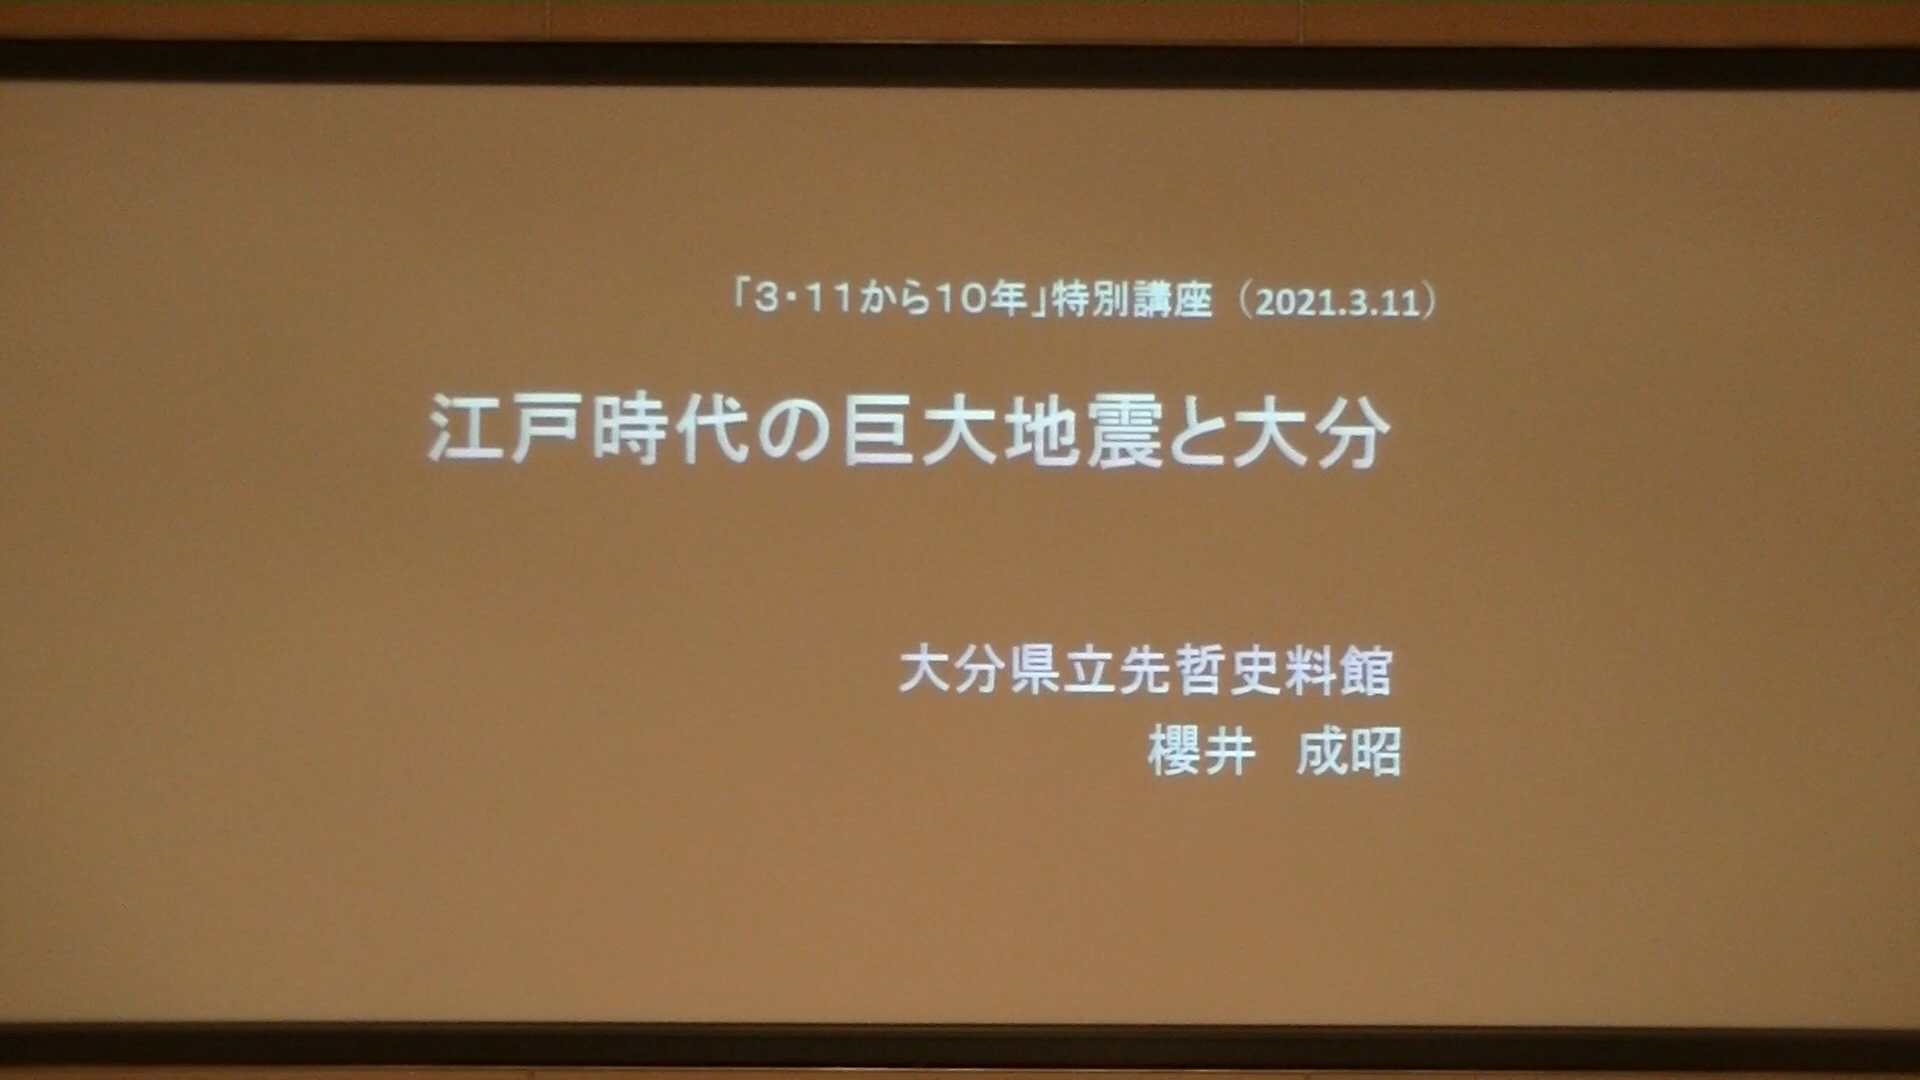 「３・１１から１０年」特別講座（2021.3.11）
江戸時代の巨大地震と大分
大分県立先哲史料館
櫻井　成昭